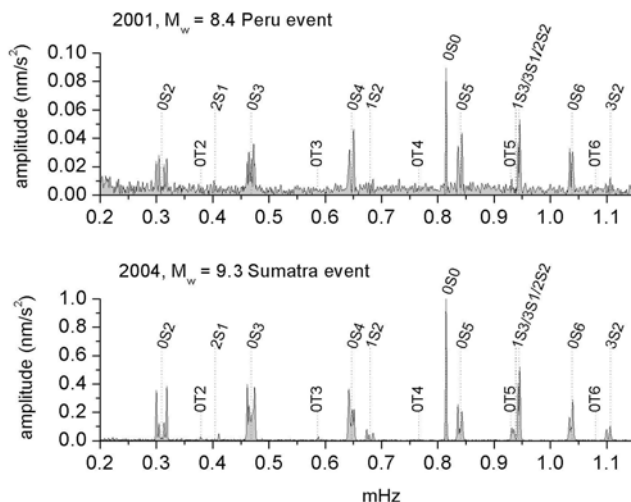 2001, Mw = 8.4 Peru event
amplitude (nm/s²)
0.10
0.08
0.06
0.04
0.02
0.00
0S2
0T2
2S1
0S3
0T3
0S4
1S2
0T4
0S0
0S5
0T5
1S3/3S1/2S2
0S6
0T6
3S2
0.2 0.3 0.4 0.5 0.6 0.7 0.8 0.9 1.0 1.1
2004, Mw = 9.3 Sumatra event
amplitude (nm/s²)
1.0
0.8
0.6
0.4
0.2
0.0
0S2
0T2
2S1
0S3
0T3
0S4
1S2
0T4
0S0
0S5
0T5
1S3/3S1/2S2
0S6
0T6
3S2
0.2 0.3 0.4 0.5 0.6 0.7 0.8 0.9 1.0 1.1
mHz